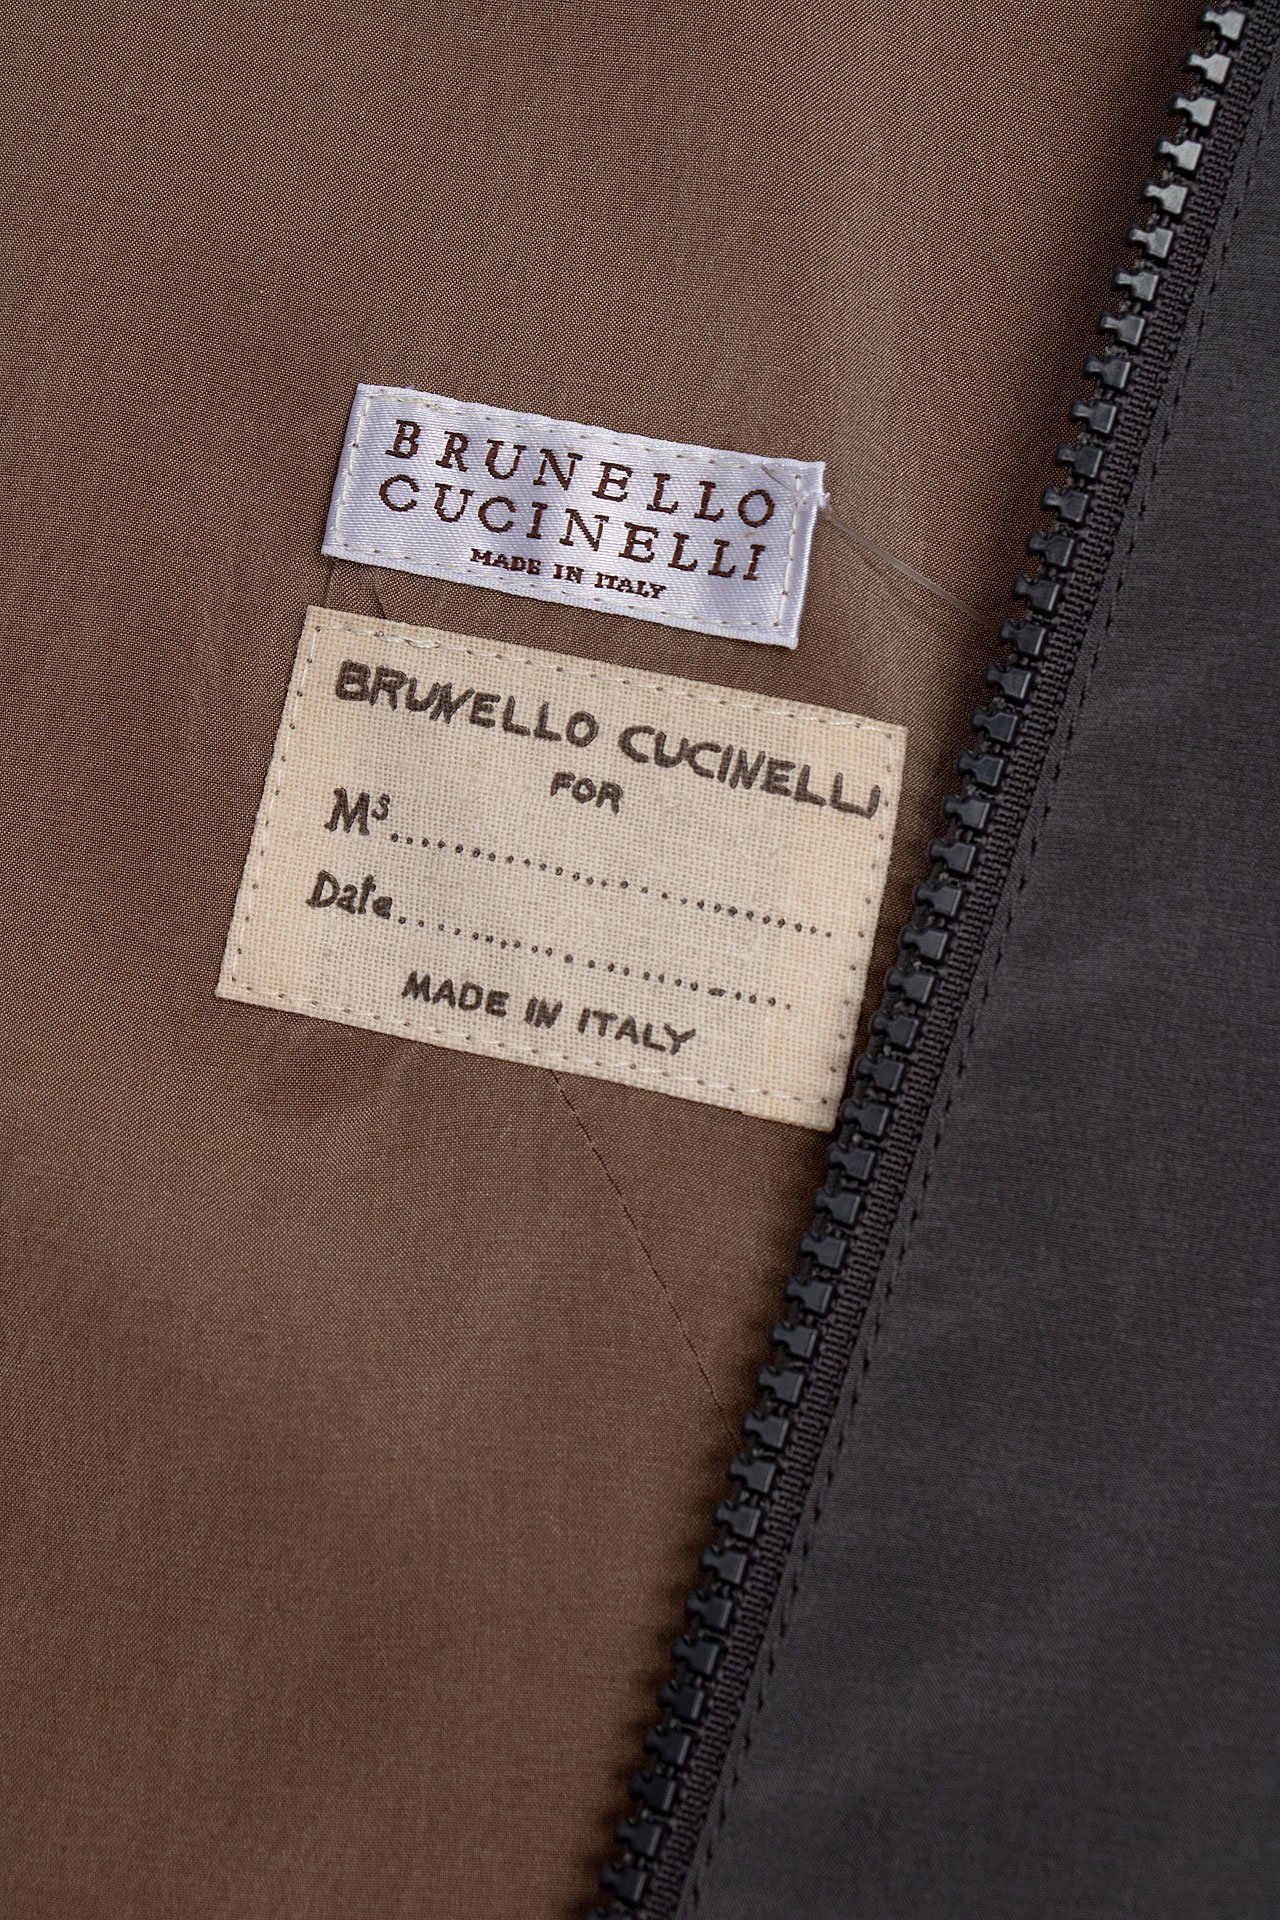 BRUNELLO
CUCINELLI
MADE IN ITALY
BRUNELLO CUCINELLI
FOR
Ms........................................
Date........................................
MADE IN ITALY